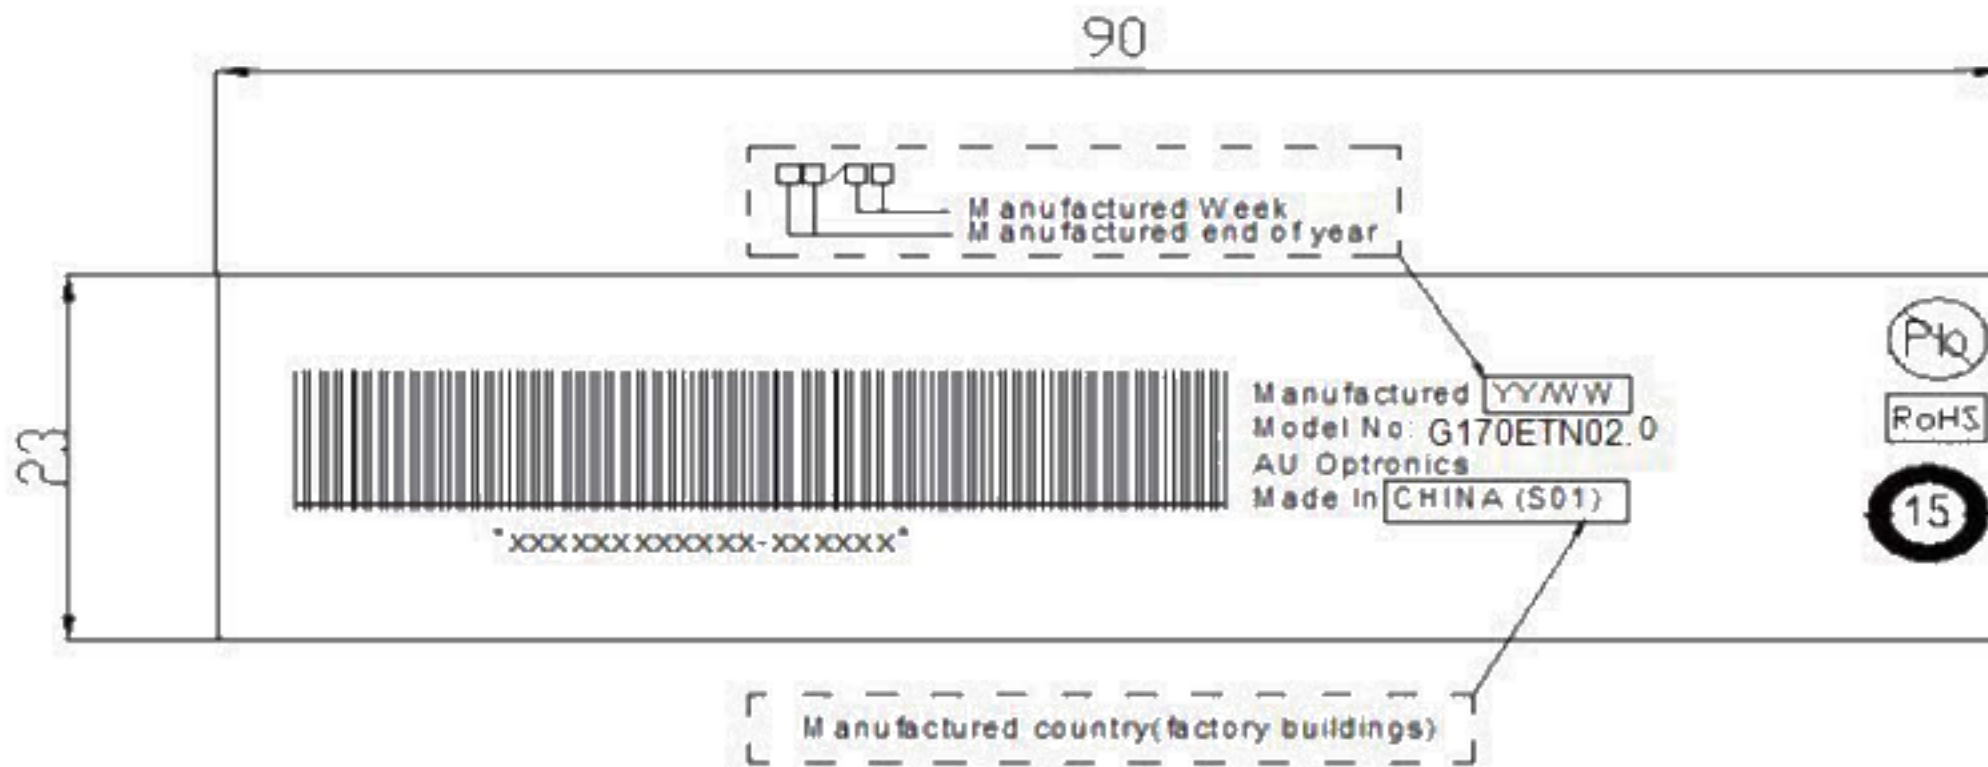 90
Manufactured Week
Manufactured end of year
23
Manufactured YY/WW
Model No: G170ETN02.0
AU Optronics
Made In CHINA (S01)
*XXXXXXXXXXXX-XXXXXX*
Pb
RoHS
15
Manufactured country(factory buildings)